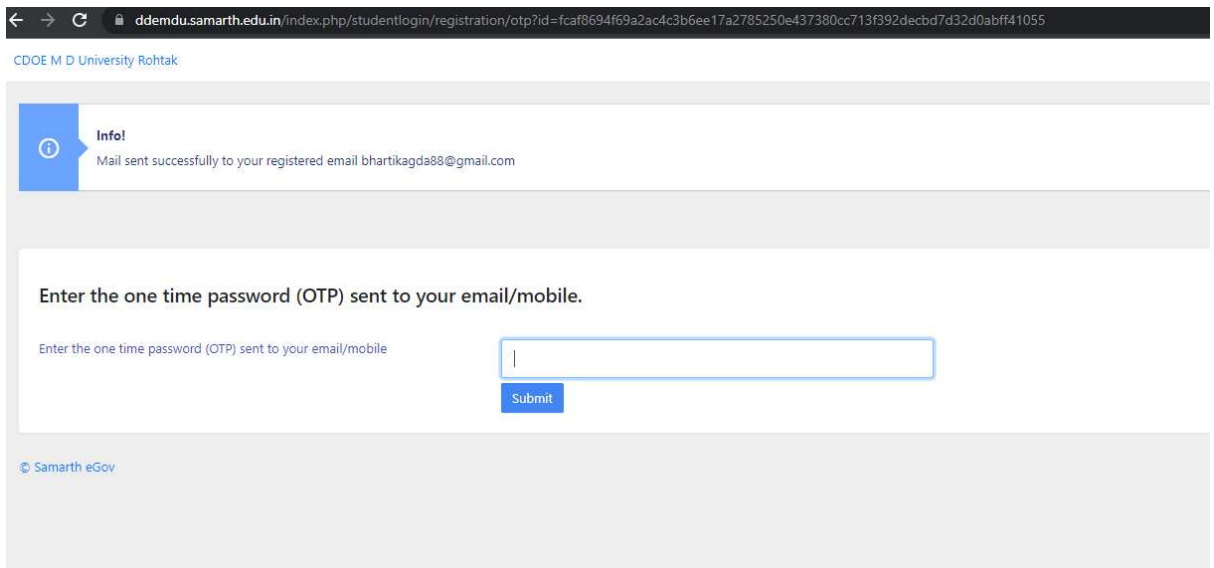 ddemdu.samarth.edu.in/index.php/studentlogin/registration/otp?id=fcaf8694f69a2ac4c3b6ee17a2785250e437380cc713f392decbd7d32d0abff41055
CDOE M D University Rohtak
Info!
Mail sent successfully to your registered email bhartikagda88@gmail.com
Enter the one time password (OTP) sent to your email/mobile.
Enter the one time password (OTP) sent to your email/mobile
Submit
© Samarth eGov